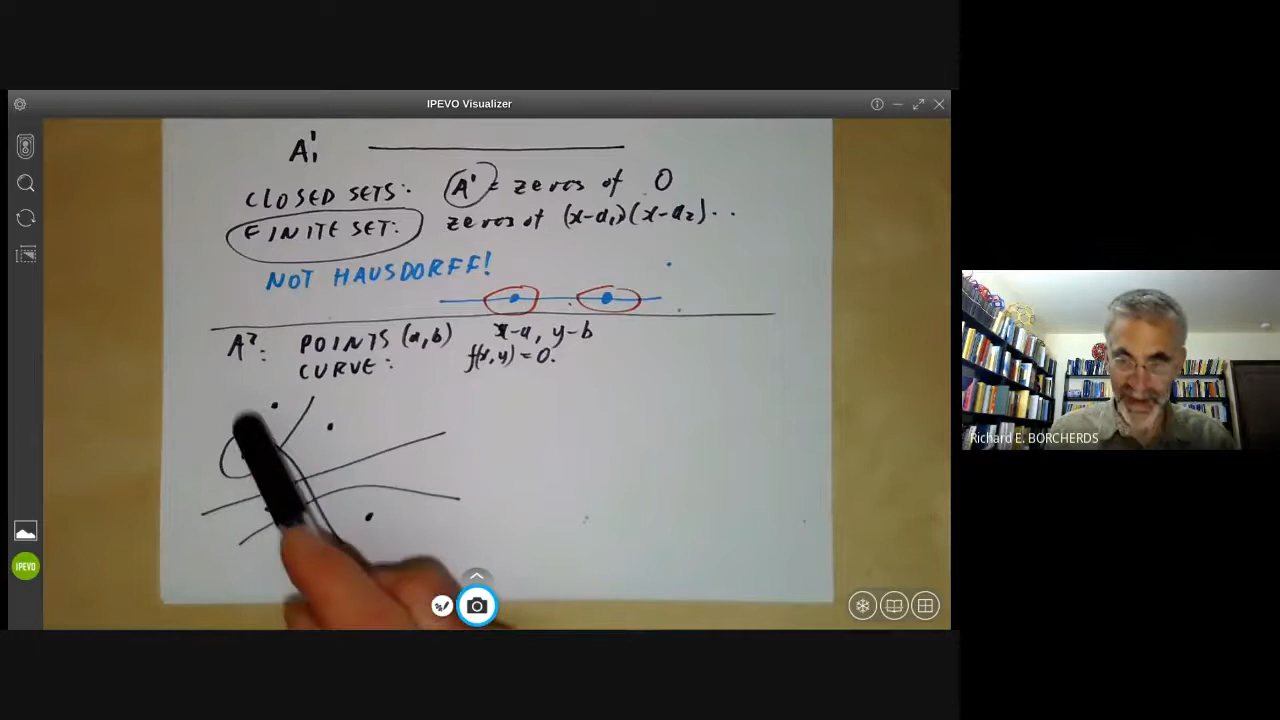 IPEVO Visualizer
A¹,
CLOSED SETS: A¹ = zeros of 0
FINITE SET: zeros of (x-a₁)(x-a₂)..
NOT HAUSDORFF!
A²: POINTS (a,b) x-a, y-b
CURVE: f(x,y)=0.
Richard E. BORCHERDS
IPEVO